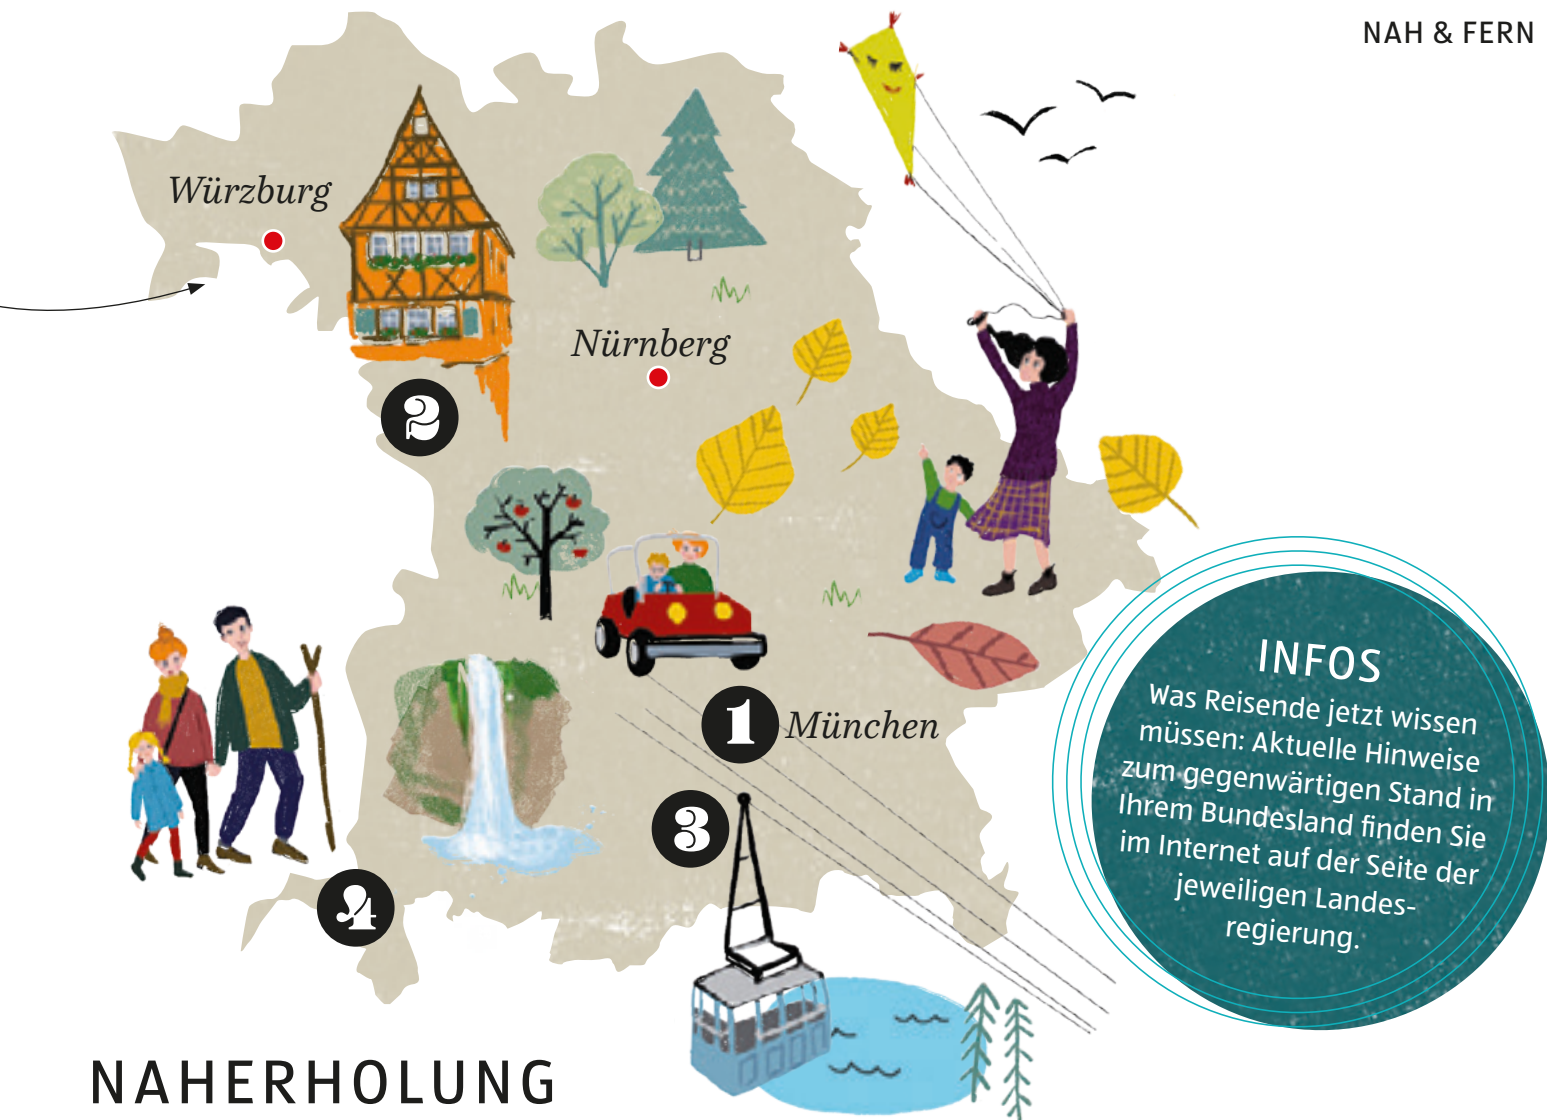 NAH & FERN
Würzburg
Nürnberg
2
1 München
3
4
INFOS
Was Reisende jetzt wissen
müssen: Aktuelle Hinweise
zum gegenwärtigen Stand in
Ihrem Bundesland finden Sie
im Internet auf der Seite der
jeweiligen Landes-
regierung.
NAHERHOLUNG